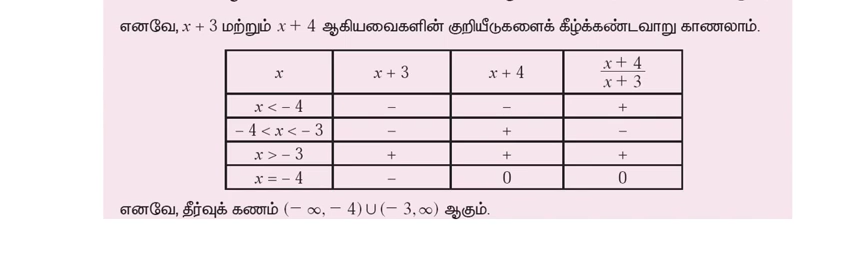 எனவே, x + 3 மற்றும் x + 4 ஆகியவைகளின் குறியீடுகளைக் கீழ்க்கண்டவாறு காணலாம்.
x x + 3 x + 4 (x + 4)/(x + 3)
x < – 4 – – +
– 4 < x < – 3 – + –
x > – 3 + + +
x = – 4 – 0 0
எனவே, தீர்வுக் கணம் (− ∞, − 4) ∪ (− 3, ∞) ஆகும்.